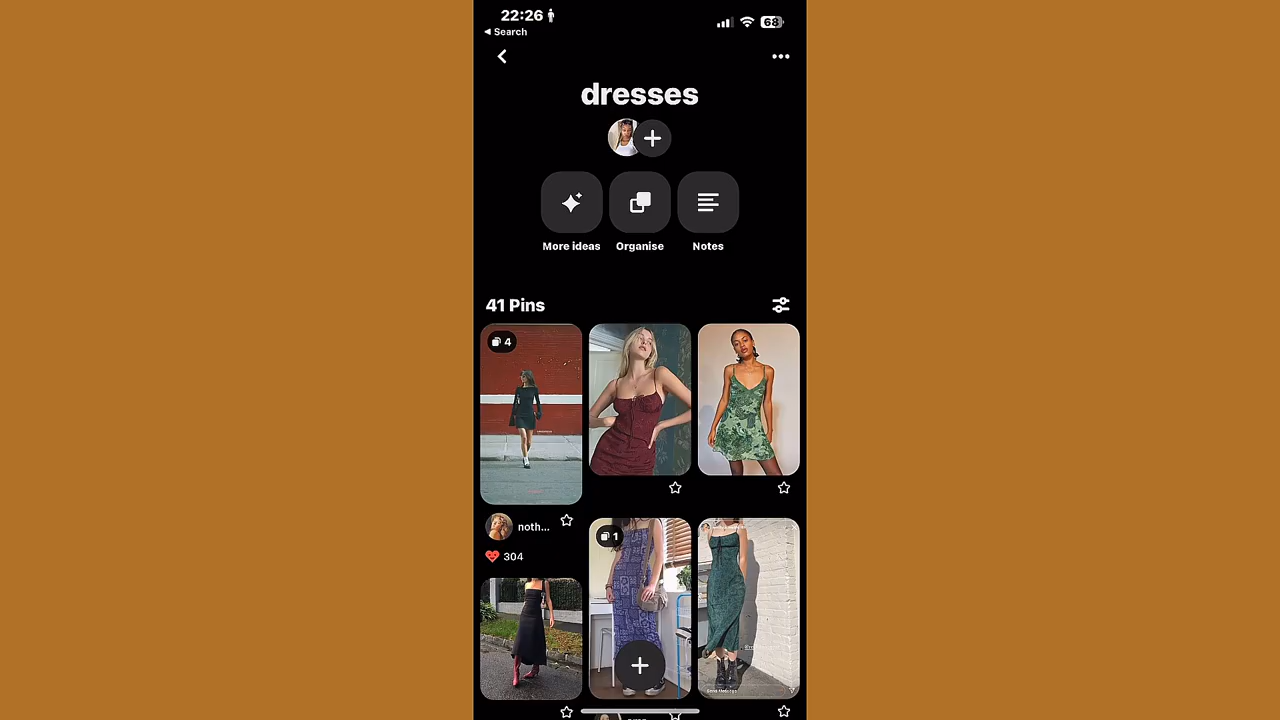 22:26
68
Search
dresses
More ideas
Organise
Notes
41 Pins
4
noth...
304
1